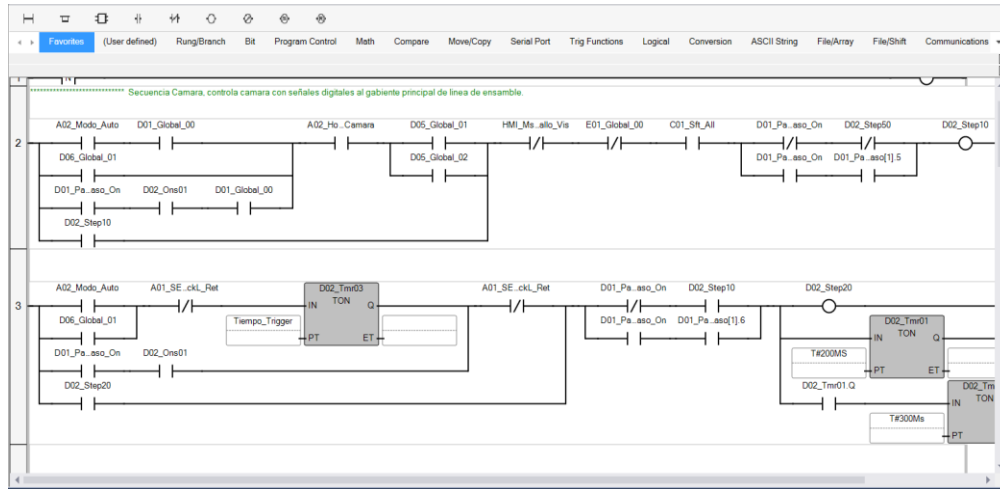 Favorites (User defined) Rung/Branch Bit Program Control Math Compare Move/Copy Serial Port Trig Functions Logical Conversion ASCII String File/Array File/Shift Communications
**************************** Secuencia Camara, controla camara con señales digitales al gabiente principal de linea de ensamble.
A02_Modo_Auto D01_Global_00 A02_Ho...Camara D05_Global_01 HMI_Ms...allo_Vis E01_Global_00 C01_Sft_All D01_Pa...aso_On D02_Step50 D02_Step10
2
D06_Global_01 D05_Global_02 D01_Pa...aso_On D01_Pa...aso[1].5
D01_Pa...aso_On D02_Ons01 D01_Global_00
D02_Step10
A02_Modo_Auto A01_SE...ckL_Ret D02_Tmr03 A01_SE...ckL_Ret D01_Pa...aso_On D02_Step10 D02_Step20
3 IN TON Q
D06_Global_01 Tiempo_Trigger D01_Pa...aso_On D01_Pa...aso[1].6 D02_Tmr01
PT ET IN TON Q
D01_Pa...aso_On D02_Ons01 T#200MS
PT ET
D02_Step20 D02_Tmr01.Q D02_Tm
IN TON
T#300Ms
PT